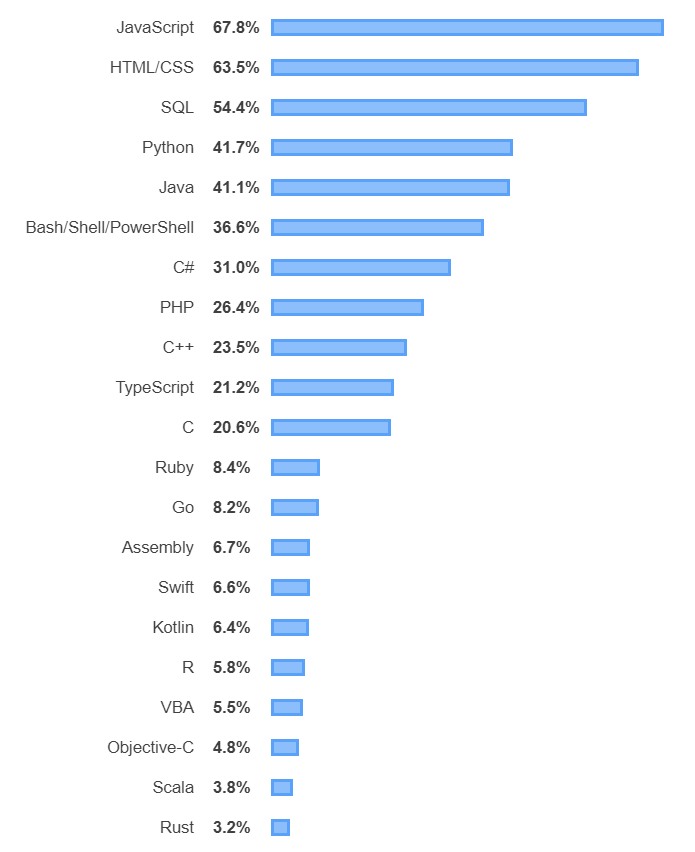 JavaScript 67.8%
HTML/CSS 63.5%
SQL 54.4%
Python 41.7%
Java 41.1%
Bash/Shell/PowerShell 36.6%
C# 31.0%
PHP 26.4%
C++ 23.5%
TypeScript 21.2%
C 20.6%
Ruby 8.4%
Go 8.2%
Assembly 6.7%
Swift 6.6%
Kotlin 6.4%
R 5.8%
VBA 5.5%
Objective-C 4.8%
Scala 3.8%
Rust 3.2%